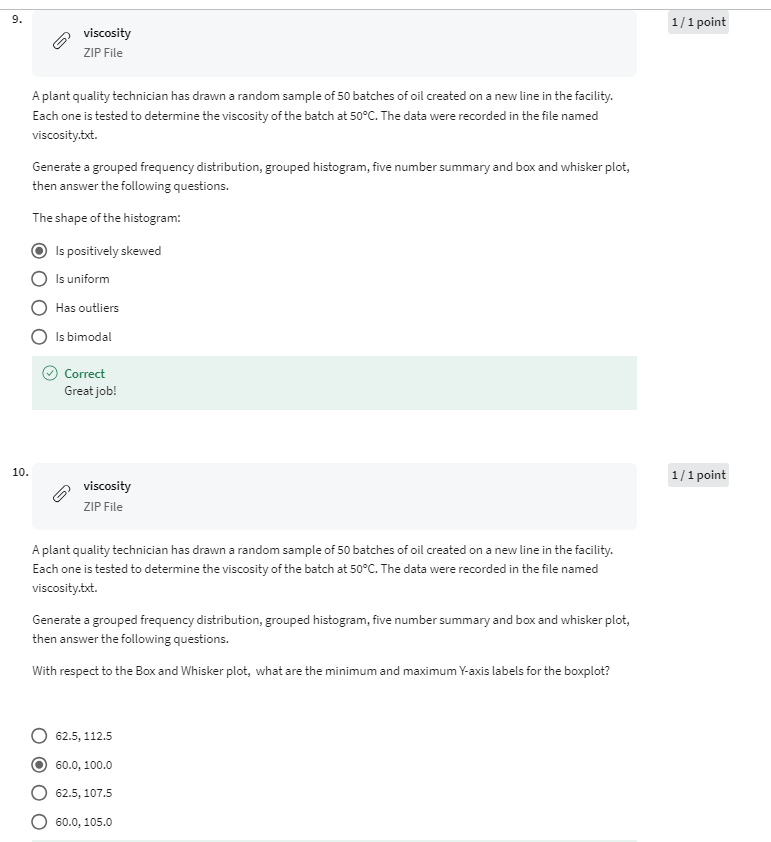 9.
viscosity
1 / 1 point
ZIP File
A plant quality technician has drawn a random sample of 50 batches of oil created on a new line in the facility.
Each one is tested to determine the viscosity of the batch at 50°C. The data were recorded in the file named
viscosity.txt.
Generate a grouped frequency distribution, grouped histogram, five number summary and box and whisker plot,
then answer the following questions.
The shape of the histogram:
Is positively skewed
Is uniform
Has outliers
Is bimodal
Correct
Great job!
10.
viscosity
1 / 1 point
ZIP File
A plant quality technician has drawn a random sample of 50 batches of oil created on a new line in the facility.
Each one is tested to determine the viscosity of the batch at 50°C. The data were recorded in the file named
viscosity.txt.
Generate a grouped frequency distribution, grouped histogram, five number summary and box and whisker plot,
then answer the following questions.
With respect to the Box and Whisker plot, what are the minimum and maximum Y-axis labels for the boxplot?
62.5, 112.5
60.0, 100.0
62.5, 107.5
60.0, 105.0